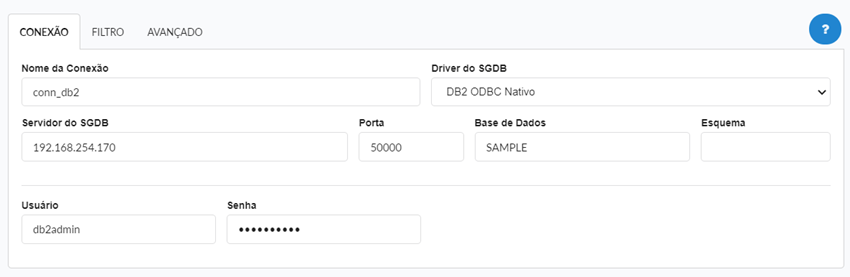 CONEXÃO FILTRO AVANÇADO ?
Nome da Conexão Driver do SGDB
conn_db2 DB2 ODBC Nativo
Servidor do SGDB Porta Base de Dados Esquema
192.168.254.170 50000 SAMPLE
Usuário Senha
db2admin ••••••••••